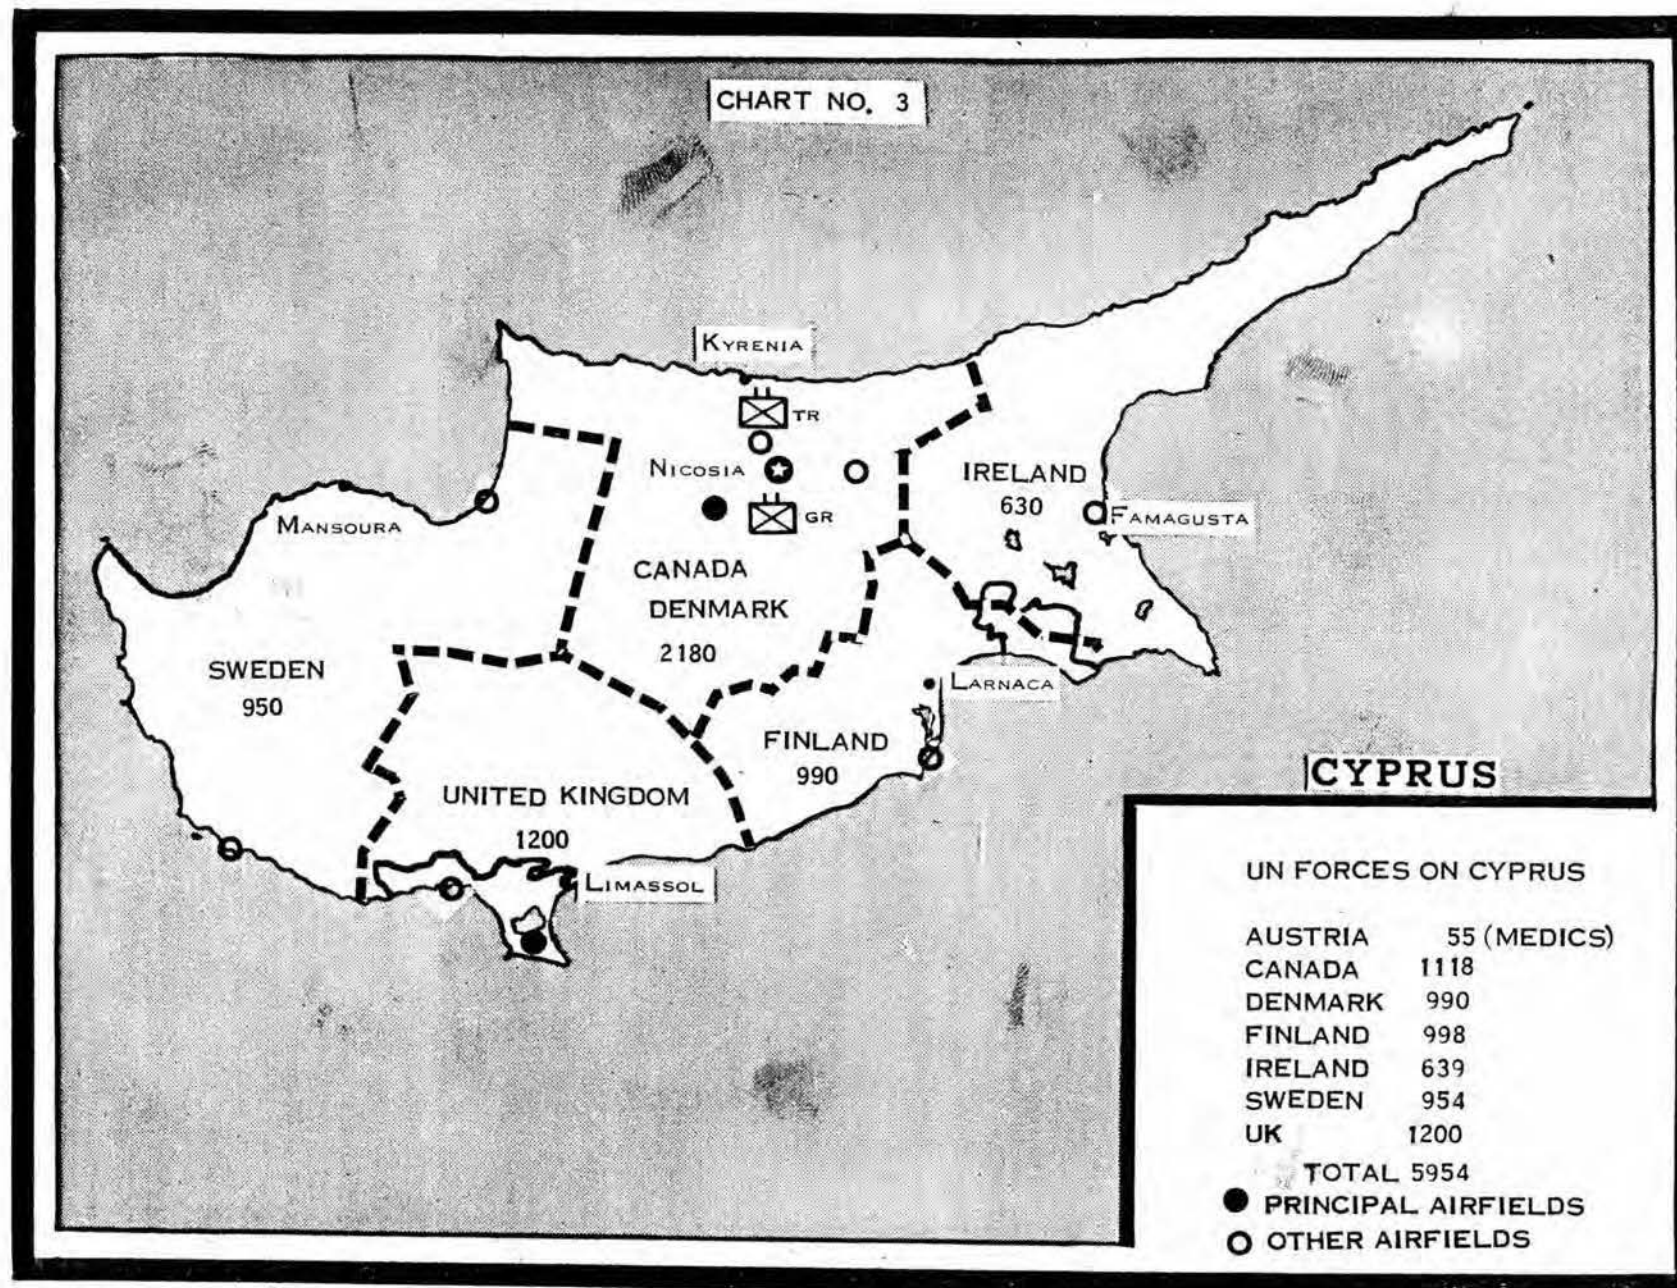 CHART NO. 3
KYRENIA
TR
NICOSIA
GR
IRELAND
630
FAMAGUSTA
MANSOURA
CANADA
DENMARK
2180
SWEDEN
950
LARNACA
FINLAND
990
UNITED KINGDOM
1200
LIMASSOL
CYPRUS
UN FORCES ON CYPRUS
AUSTRIA 55 (MEDICS)
CANADA 1118
DENMARK 990
FINLAND 998
IRELAND 639
SWEDEN 954
UK 1200
TOTAL 5954
PRINCIPAL AIRFIELDS
OTHER AIRFIELDS